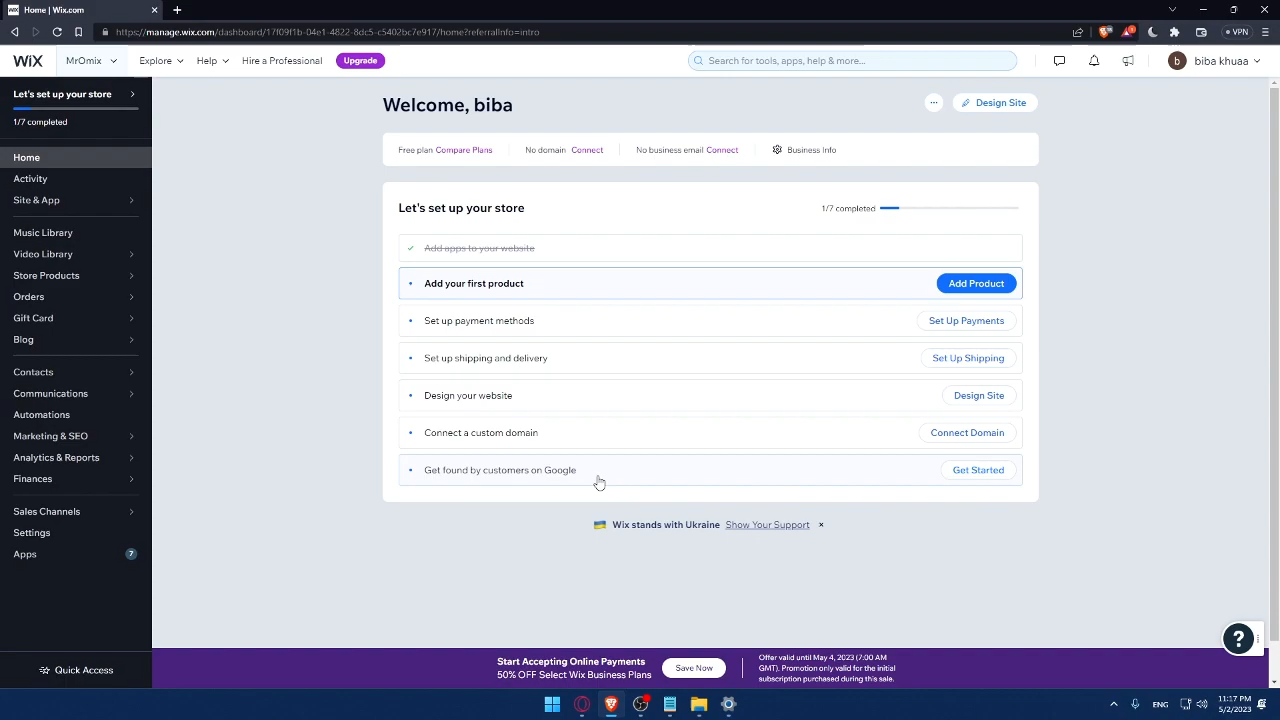 Home | Wix.com
https://manage.wix.com/dashboard/17f09f1b-04e1-4822-8dc5-c5402bc7e917/home?referralInfo=intro
VPN
WiX
MrOmix
Explore
Help
Hire a Professional
Upgrade
Search for tools, apps, help & more...
b
biba khuaa
Let's set up your store
1/7 completed
Home
Activity
Site & App
Music Library
Video Library
Store Products
Orders
Gift Card
Blog
Contacts
Communications
Automations
Marketing & SEO
Analytics & Reports
Finances
Sales Channels
Settings
Apps
7
Quick Access
Welcome, biba
Design Site
Free plan Compare Plans
No domain Connect
No business email Connect
Business Info
Let's set up your store
1/7 completed
Add apps to your website
Add your first product
Add Product
Set up payment methods
Set Up Payments
Set up shipping and delivery
Set Up Shipping
Design your website
Design Site
Connect a custom domain
Connect Domain
Get found by customers on Google
Get Started
Wix stands with Ukraine Show Your Support
?
Start Accepting Online Payments
50% OFF Select Wix Business Plans
Save Now
Offer valid until May 4, 2023 (7:00 AM
GMT). Promotion only valid for the initial
subscription purchased during this sale.
ENG
11:17 PM
5/2/2023